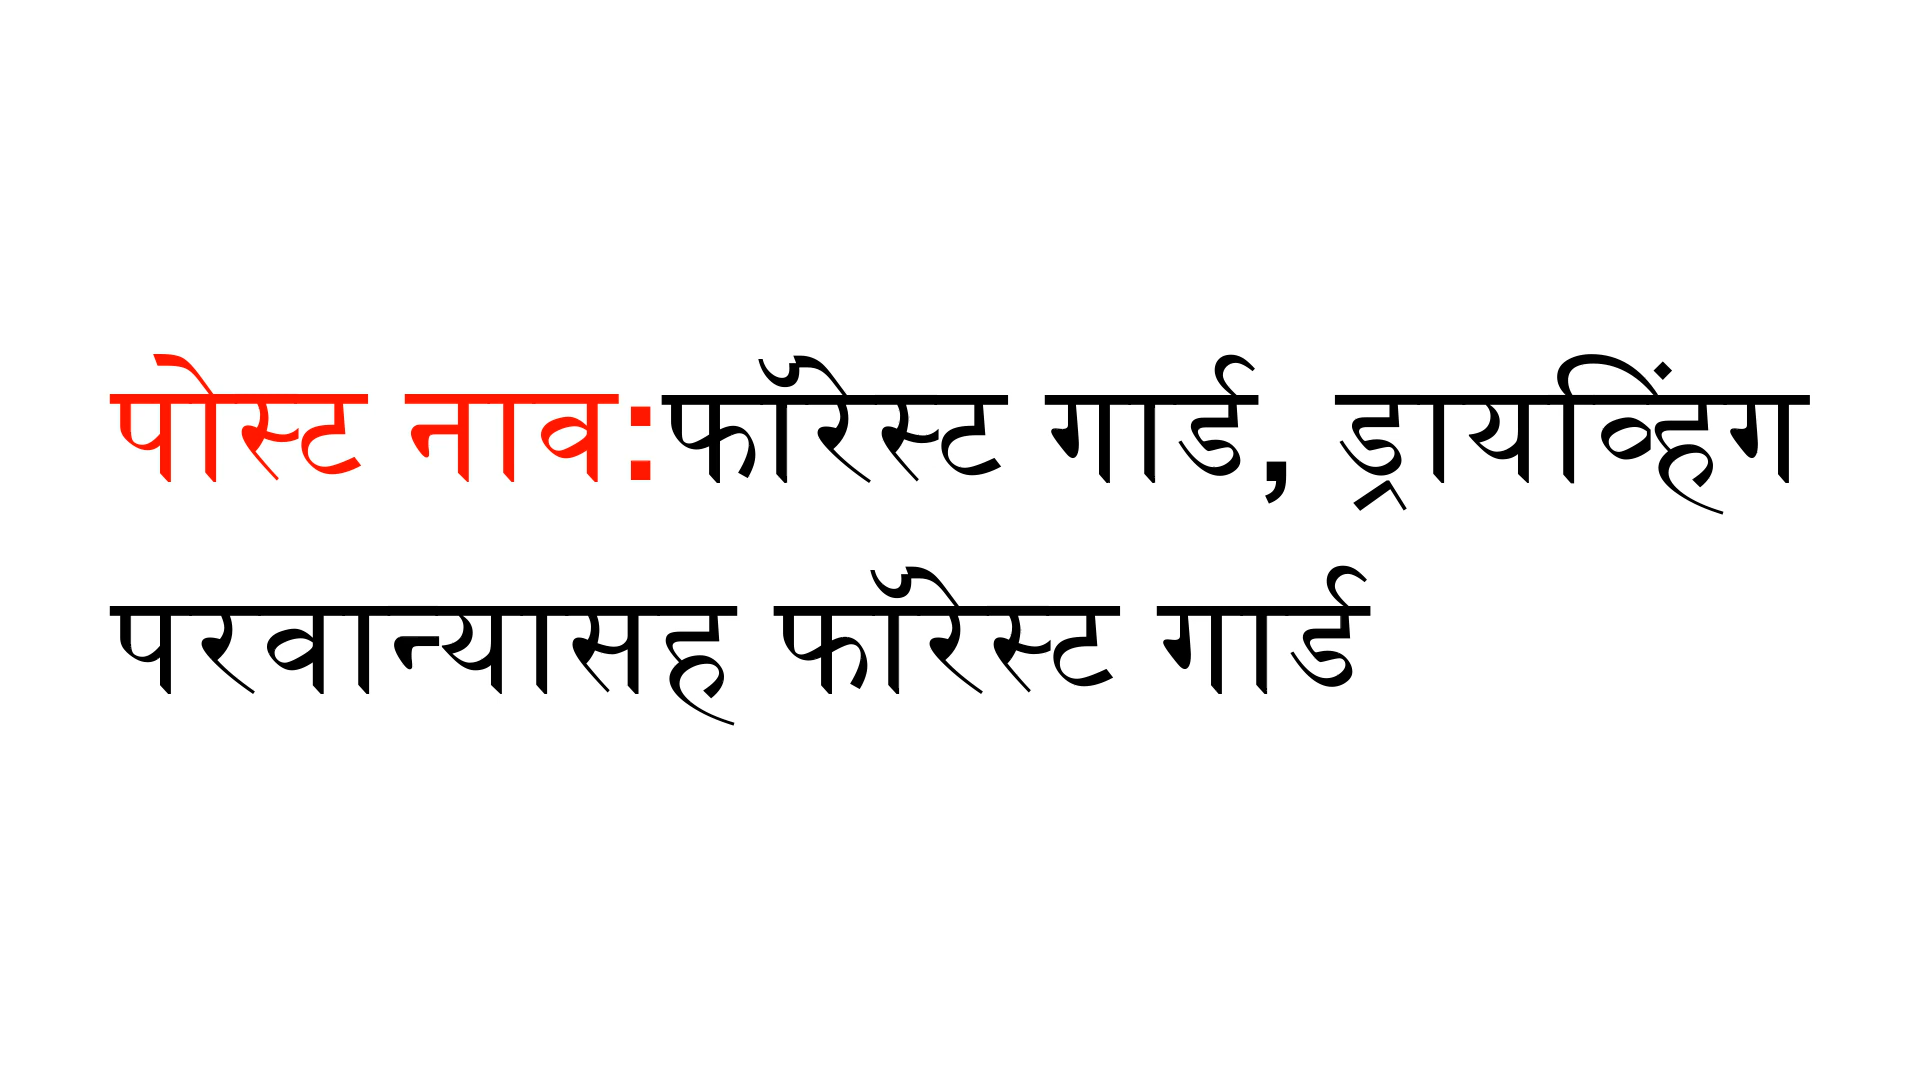 पोस्ट नाव:फॉरेस्ट गार्ड, ड्रायव्हिंग
परवान्यासह फॉरेस्ट गार्ड